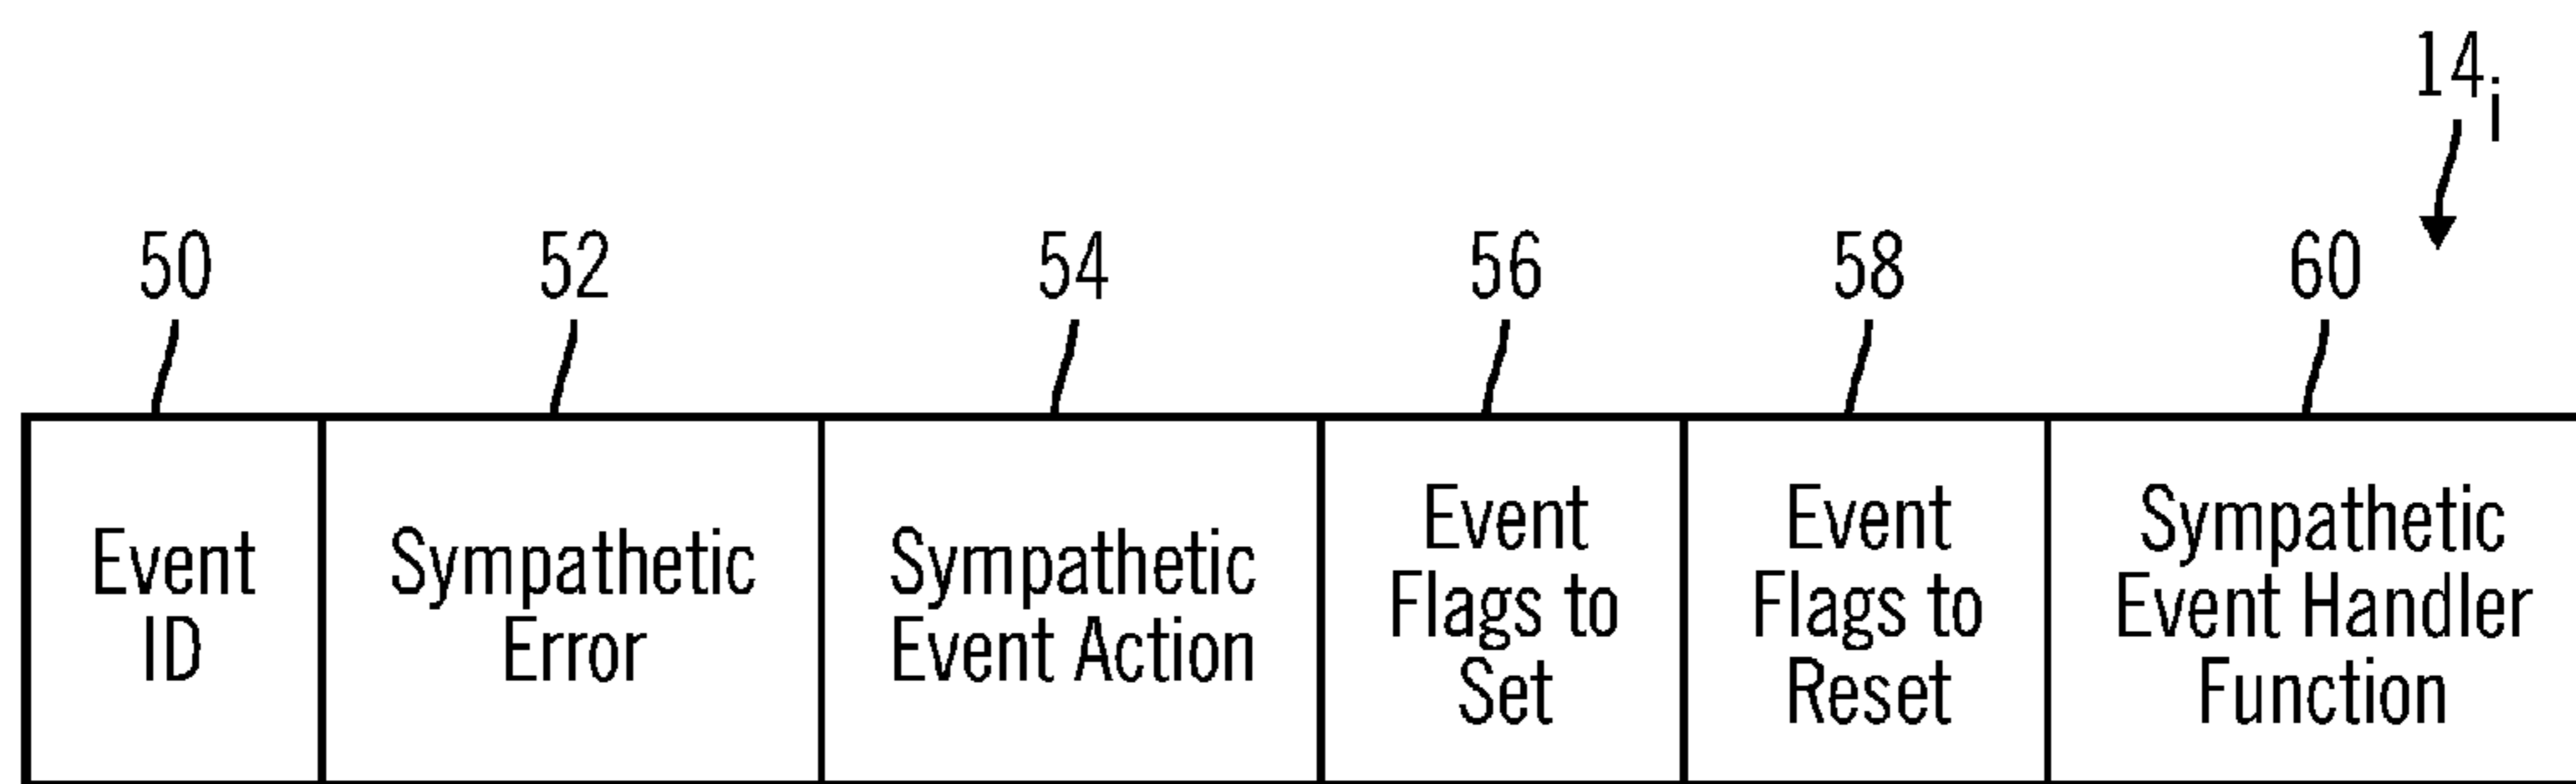 14i
50 52 54 56 58 60
Event
ID
Sympathetic
Error
Sympathetic
Event Action
Event
Flags to
Set
Event
Flags to
Reset
Sympathetic
Event Handler
Function